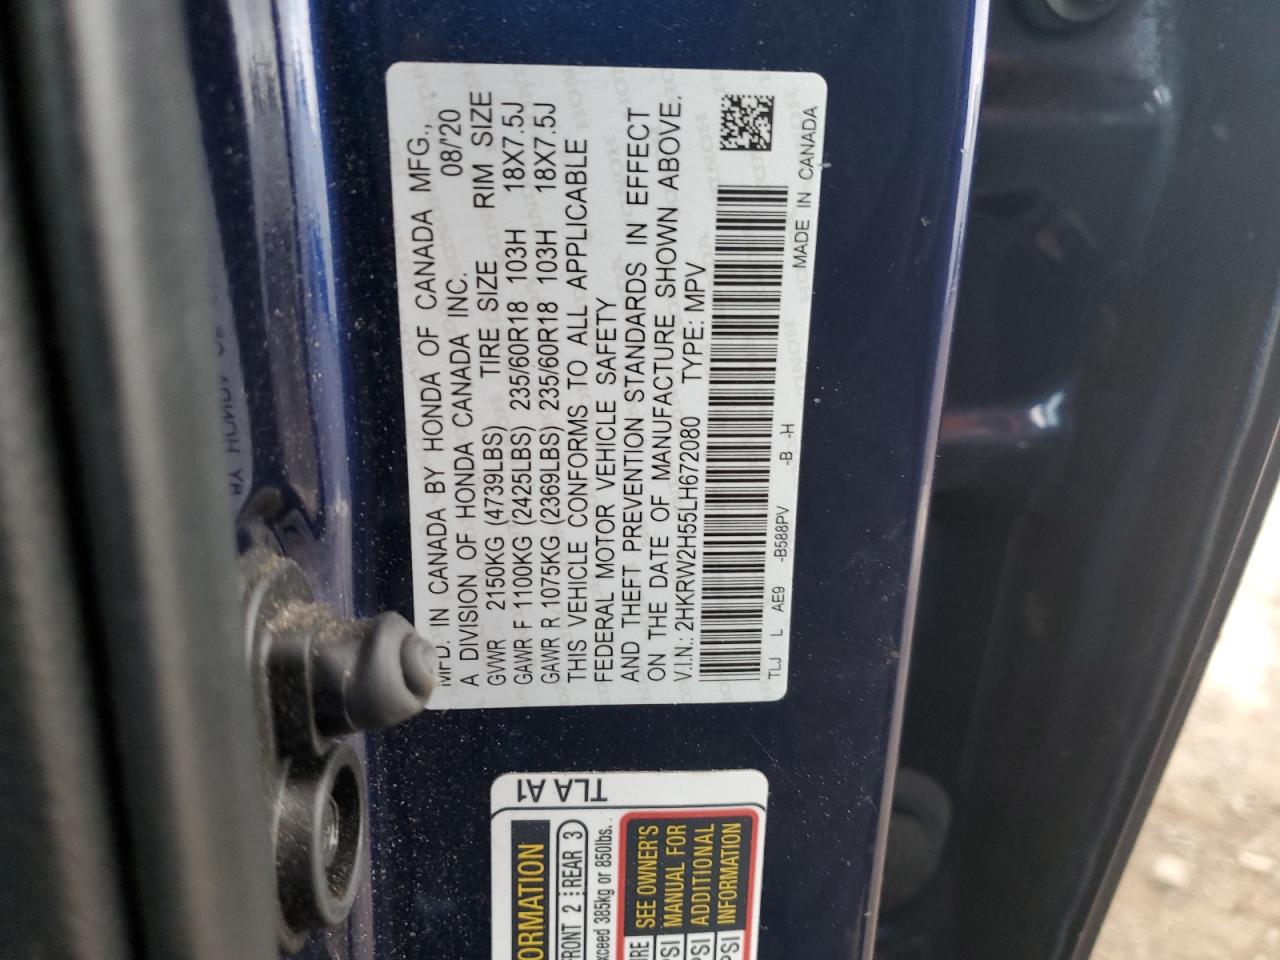 MFD. IN CANADA BY HONDA OF CANADA MFG.,
A DIVISION OF HONDA CANADA INC. 08/'20
GVWR 2150KG (4739LBS) TIRE SIZE RIM SIZE
GAWR F 1100KG (2425LBS) 235/60R18 103H 18X7.5J
GAWR R 1075KG (2369LBS) 235/60R18 103H 18X7.5J
THIS VEHICLE CONFORMS TO ALL APPLICABLE
FEDERAL MOTOR VEHICLE SAFETY
AND THEFT PREVENTION STANDARDS IN EFFECT
ON THE DATE OF MANUFACTURE SHOWN ABOVE.
V.I.N.: 2HKRW2H55LH672080 TYPE: MPV
TLJ L AE9 -B588PV -B -H MADE IN CANADA
TLA A1
FRONT 2 REAR 3
850lbs.
385kg or
SEE OWNER'S
MANUAL FOR
ADDITIONAL
INFORMATION
PSI
PSI
PSI